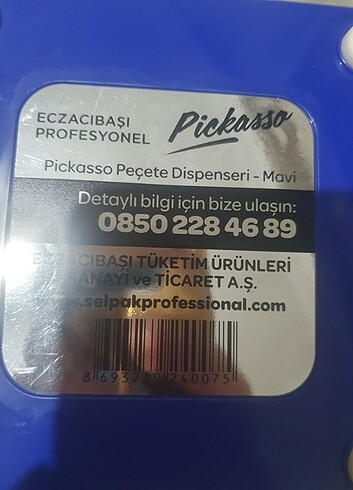 ECZACIBAŞI
PROFESYONEL
Pickasso
Pickasso Peçete Dispenseri - Mavi
Detaylı bilgi için bize ulaşın:
0850 228 46 89
ECZACIBAŞI TÜKETİM ÜRÜNLERİ
SANAYİ ve TİCARET A.Ş.
www.selpakprofessional.com